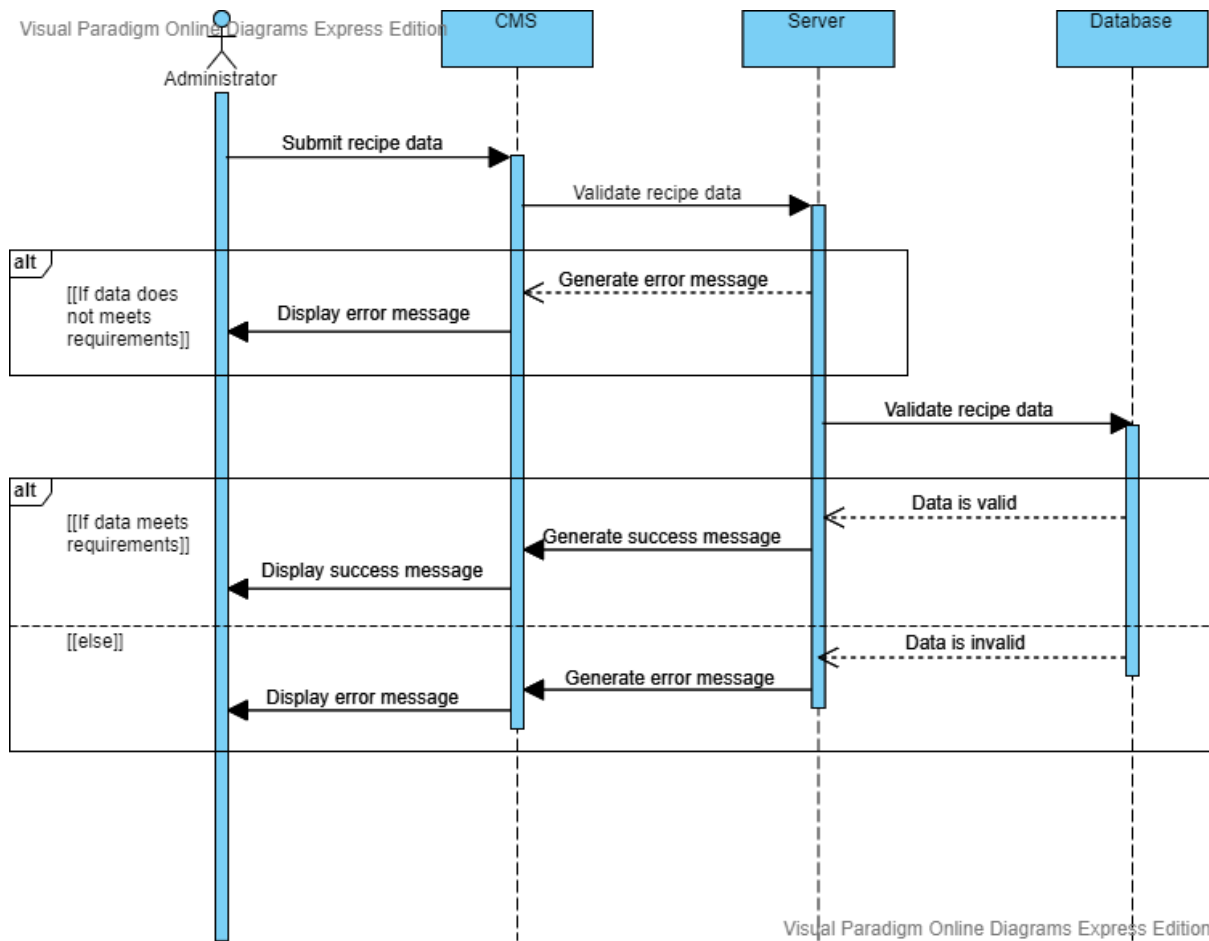 Visual Paradigm Online Diagrams Express Edition
CMS
Server
Database
Administrator
Submit recipe data
Validate recipe data
alt
Generate error message
[[If data does
not meets
requirements]]
Display error message
Validate recipe data
alt
Data is valid
[[If data meets
requirements]]
Generate success message
Display success message
[[else]]
Data is invalid
Generate error message
Display error message
Visual Paradigm Online Diagrams Express Edition